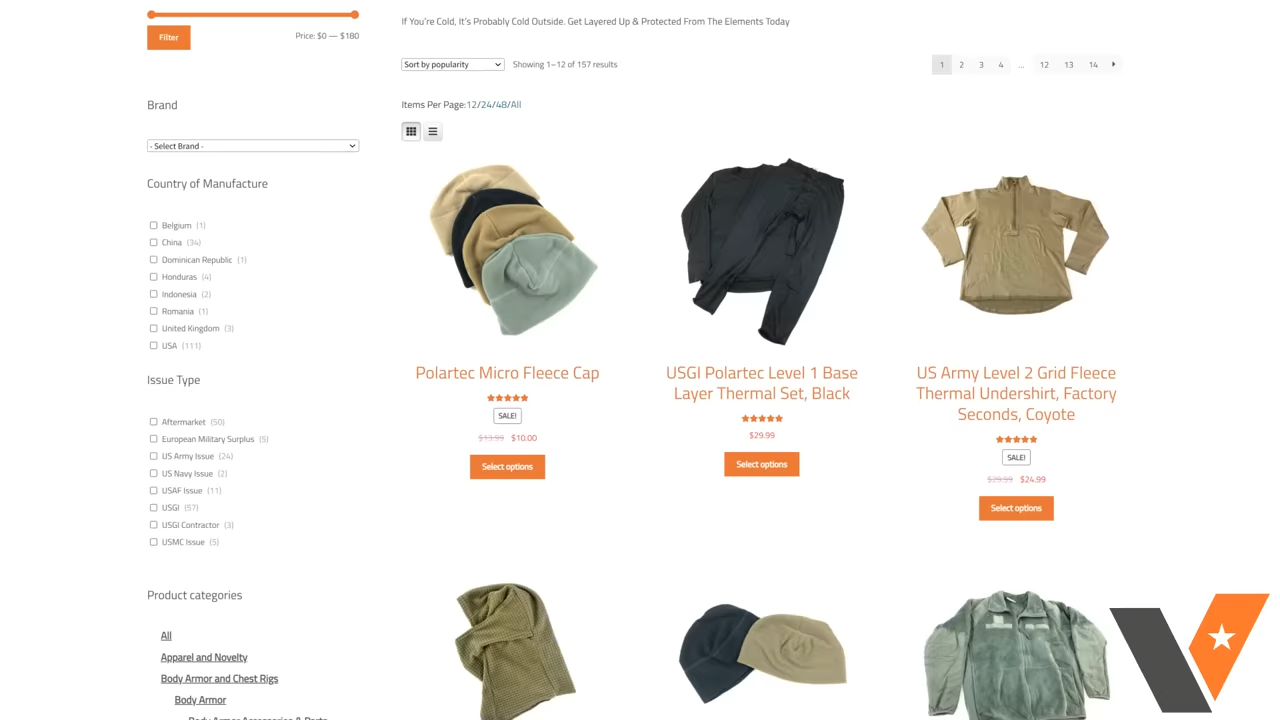 Filter
Price: $0 — $180
Brand
- Select Brand -
Country of Manufacture
Belgium (1)
China (34)
Dominican Republic (1)
Honduras (4)
Indonesia (2)
Romania (1)
United Kingdom (3)
USA (111)
Issue Type
Aftermarket (50)
European Military Surplus (5)
US Army Issue (24)
US Navy Issue (2)
USAF Issue (11)
USGI (57)
USGI Contractor (3)
USMC Issue (5)
Product categories
All
Apparel and Novelty
Body Armor and Chest Rigs
Body Armor
Body Armor Accessories & Parts
If You're Cold, It's Probably Cold Outside. Get Layered Up & Protected From The Elements Today
Sort by popularity
Showing 1–12 of 157 results
1 2 3 4 ... 12 13 14
Items Per Page:12/24/48/All
Polartec Micro Fleece Cap
SALE!
$13.99 $10.00
Select options
USGI Polartec Level 1 Base
Layer Thermal Set, Black
$29.99
Select options
US Army Level 2 Grid Fleece
Thermal Undershirt, Factory
Seconds, Coyote
SALE!
$29.99 $24.99
Select options